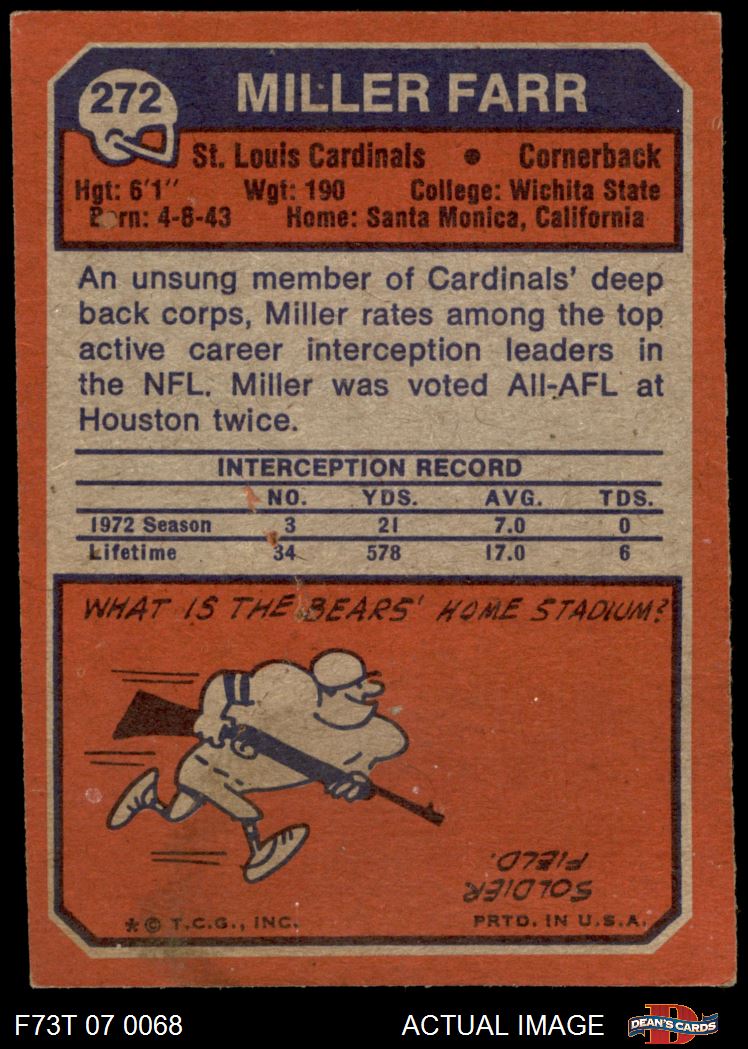 272
MILLER FARR
St. Louis Cardinals • Cornerback
Hgt: 6'1" Wgt: 190 College: Wichita State
Born: 4-8-43 Home: Santa Monica, California
An unsung member of Cardinals' deep
back corps, Miller rates among the top
active career interception leaders in
the NFL. Miller was voted All-AFL at
Houston twice.
INTERCEPTION RECORD
NO. YDS. AVG. TDS.
1972 Season 3 21 7.0 0
Lifetime 34 578 17.0 6
WHAT IS THE BEARS' HOME STADIUM?
SOLDIER
FIELD.
*© T.C.G., INC. PRTD. IN U.S.A.
F73T 07 0068 ACTUAL IMAGE
D
DEAN'S CARDS